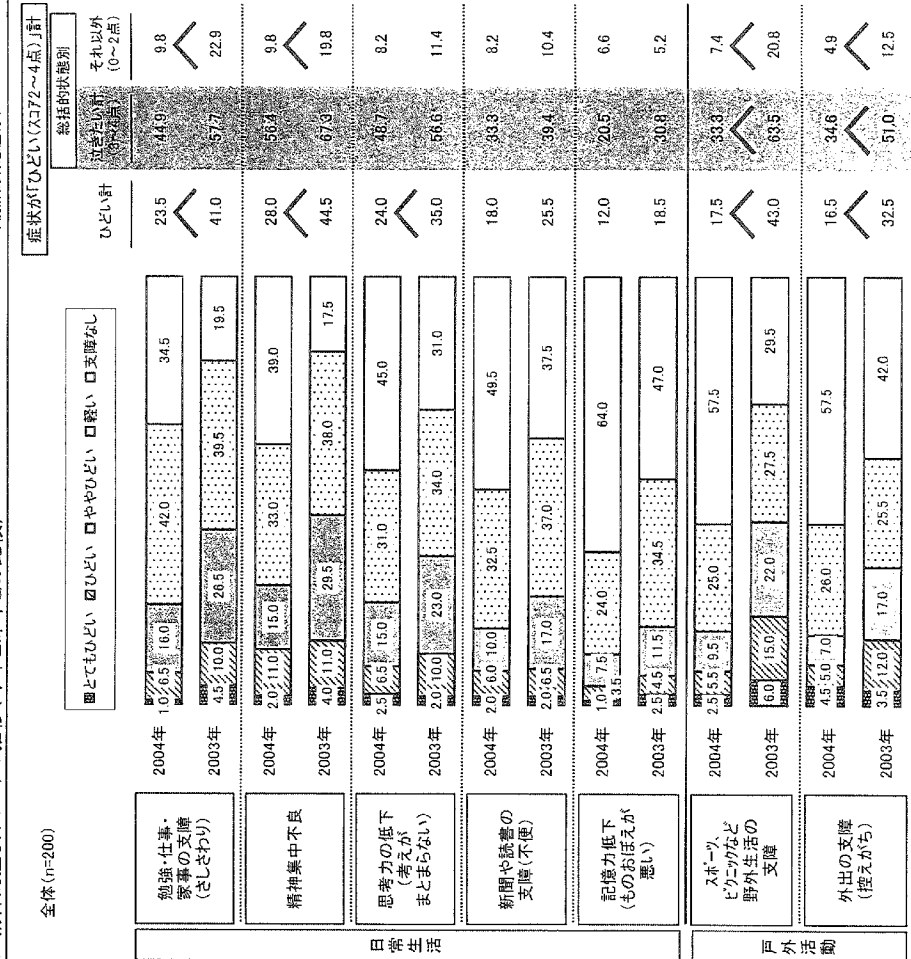 症状が「ひどい(スコア2~4点)」計
総括的状態別
ひどい計
泣きたい計
それ以外
(0~2点)
全体(n=200)
とてもひどい ひどい ややひどい 軽い 支障なし
日常生活
勉強・仕事・
家事の支障
(さしさわり)
2004年 1.0 6.5 16.0 42.0 34.5 23.5 44.9 9.8
2003年 4.5 10.0 26.5 39.5 19.5 41.0 57.7 22.9
精神集中不良
2004年 2.0 11.0 15.0 33.0 39.0 28.0 56.4 9.8
2003年 4.0 11.0 29.5 38.0 17.5 44.5 67.3 19.8
思考力の低下
(考えが
まとまらない)
2004年 2.5 6.5 15.0 31.0 45.0 24.0 48.7 8.2
2003年 2.0 10.0 23.0 34.0 31.0 35.0 56.6 11.4
新聞や読書の
支障(不便)
2004年 2.0 6.0 10.0 32.5 49.5 18.0 33.3 8.2
2003年 2.0 6.5 17.0 37.0 37.5 25.5 39.4 10.4
記憶力低下
(ものおぼえが
悪い)
2004年 1.0 3.5 7.5 24.0 64.0 12.0 20.5 6.6
2003年 2.5 4.5 11.5 34.5 47.0 18.5 30.8 5.2
戸外活動
スポーツ、
ピクニックなど
野外生活の
支障
2004年 2.5 5.5 9.5 25.0 57.5 17.5 33.3 7.4
2003年 6.0 15.0 22.0 27.5 29.5 43.0 63.5 20.8
外出の支障
(控えがち)
2004年 4.5 5.0 7.0 26.0 57.5 16.5 34.6 4.9
2003年 3.5 12.0 17.0 25.5 42.0 32.5 51.0 12.5